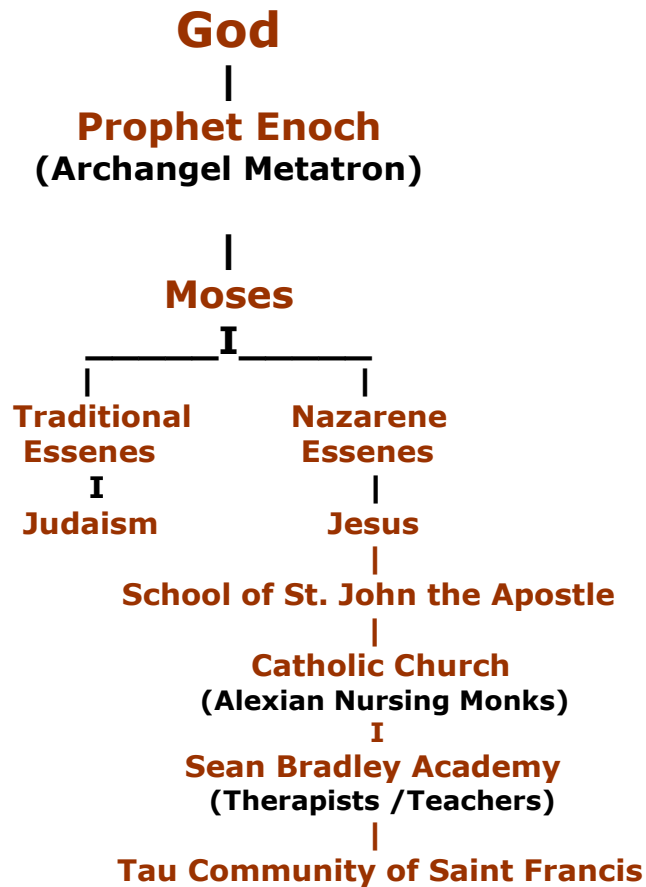 God
|
Prophet Enoch
(Archangel Metatron)
|
Moses
______I______
| |
Traditional Nazarene
Essenes Essenes
I |
Judaism Jesus
|
School of St. John the Apostle
|
Catholic Church
(Alexian Nursing Monks)
I
Sean Bradley Academy
(Therapists /Teachers)
|
Tau Community of Saint Francis